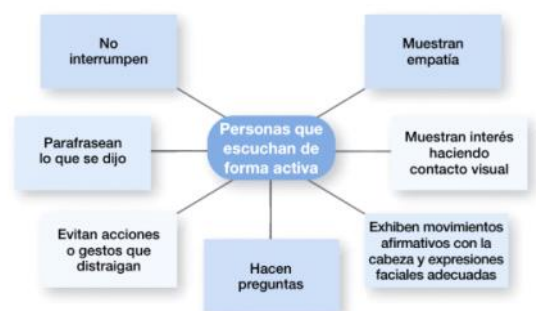 No
interrumpen
Muestran
empatía
Personas que
escuchan de
forma activa
Parafrasean
lo que se dijo
Muestran interés
haciendo
contacto visual
Evitan acciones
o gestos que
distraigan
Hacen
preguntas
Exhiben movimientos
afirmativos con la
cabeza y expresiones
faciales adecuadas